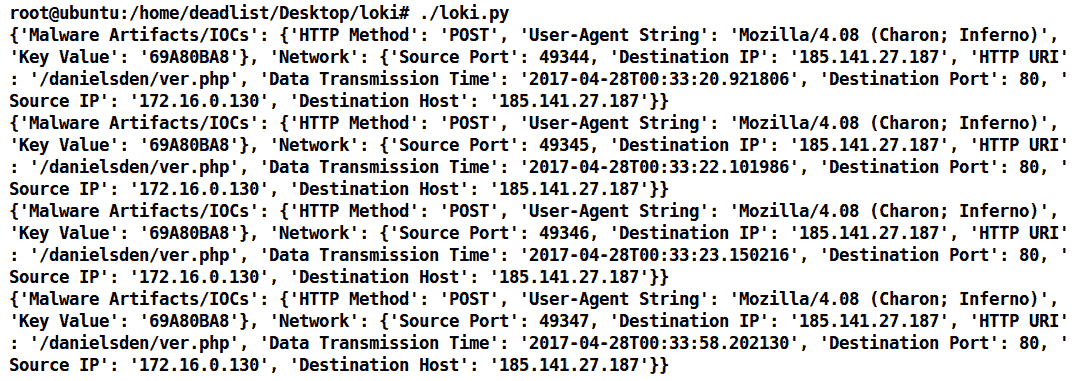 root@ubuntu:/home/deadlist/Desktop/loki# ./loki.py
{'Malware Artifacts/IOCs': {'HTTP Method': 'POST', 'User-Agent String': 'Mozilla/4.08 (Charon; Inferno)',
'Key Value': '69A80BA8'}, 'Network': {'Source Port': 49344, 'Destination IP': '185.141.27.187', 'HTTP URI'
: '/danielsden/ver.php', 'Data Transmission Time': '2017-04-28T00:33:20.921806', 'Destination Port': 80, '
Source IP': '172.16.0.130', 'Destination Host': '185.141.27.187'}}
{'Malware Artifacts/IOCs': {'HTTP Method': 'POST', 'User-Agent String': 'Mozilla/4.08 (Charon; Inferno)',
'Key Value': '69A80BA8'}, 'Network': {'Source Port': 49345, 'Destination IP': '185.141.27.187', 'HTTP URI'
: '/danielsden/ver.php', 'Data Transmission Time': '2017-04-28T00:33:22.101986', 'Destination Port': 80, '
Source IP': '172.16.0.130', 'Destination Host': '185.141.27.187'}}
{'Malware Artifacts/IOCs': {'HTTP Method': 'POST', 'User-Agent String': 'Mozilla/4.08 (Charon; Inferno)',
'Key Value': '69A80BA8'}, 'Network': {'Source Port': 49346, 'Destination IP': '185.141.27.187', 'HTTP URI'
: '/danielsden/ver.php', 'Data Transmission Time': '2017-04-28T00:33:23.150216', 'Destination Port': 80, '
Source IP': '172.16.0.130', 'Destination Host': '185.141.27.187'}}
{'Malware Artifacts/IOCs': {'HTTP Method': 'POST', 'User-Agent String': 'Mozilla/4.08 (Charon; Inferno)',
'Key Value': '69A80BA8'}, 'Network': {'Source Port': 49347, 'Destination IP': '185.141.27.187', 'HTTP URI'
: '/danielsden/ver.php', 'Data Transmission Time': '2017-04-28T00:33:58.202130', 'Destination Port': 80, '
Source IP': '172.16.0.130', 'Destination Host': '185.141.27.187'}}